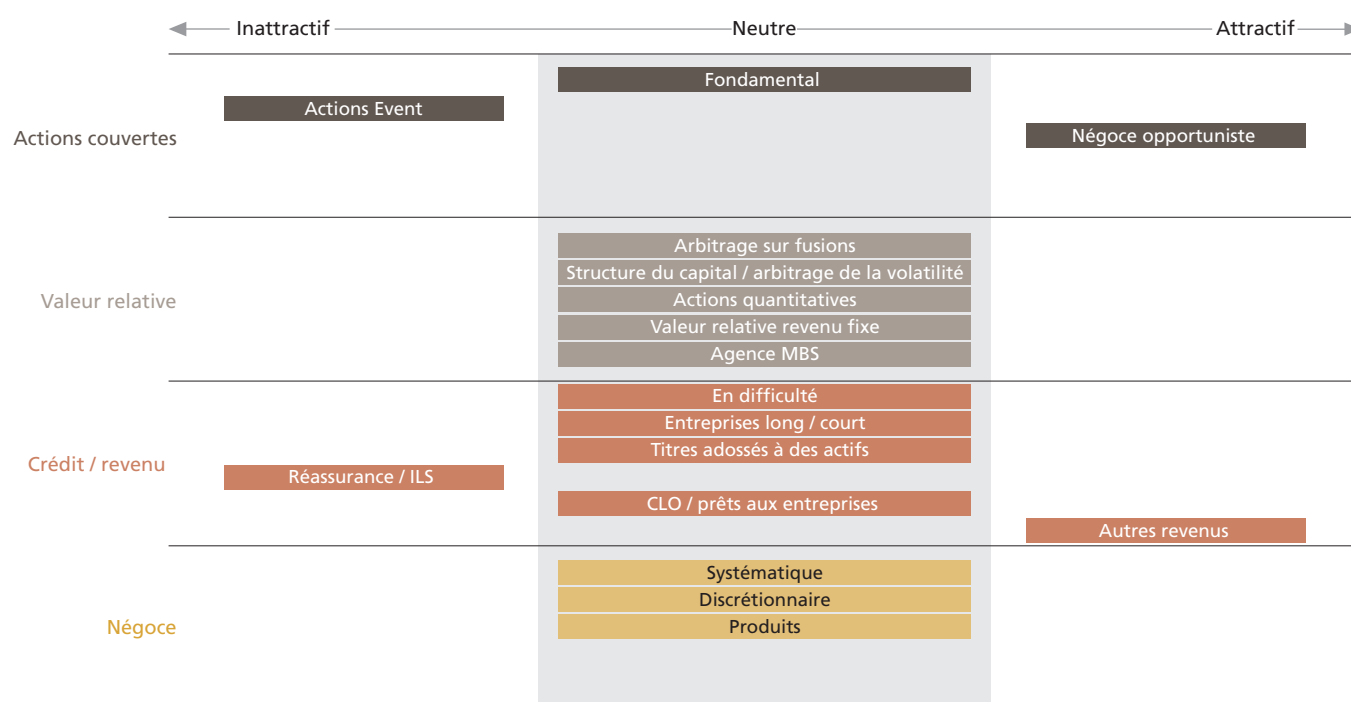 Inattractif
Neutre
Attractif
Actions couvertes
Fondamental
Actions Event
Négoce opportuniste
Valeur relative
Arbitrage sur fusions
Structure du capital / arbitrage de la volatilité
Actions quantitatives
Valeur relative revenu fixe
Agence MBS
Crédit / revenu
En difficulté
Entreprises long / court
Titres adossés à des actifs
Réassurance / ILS
CLO / prêts aux entreprises
Autres revenus
Négoce
Systématique
Discrétionnaire
Produits